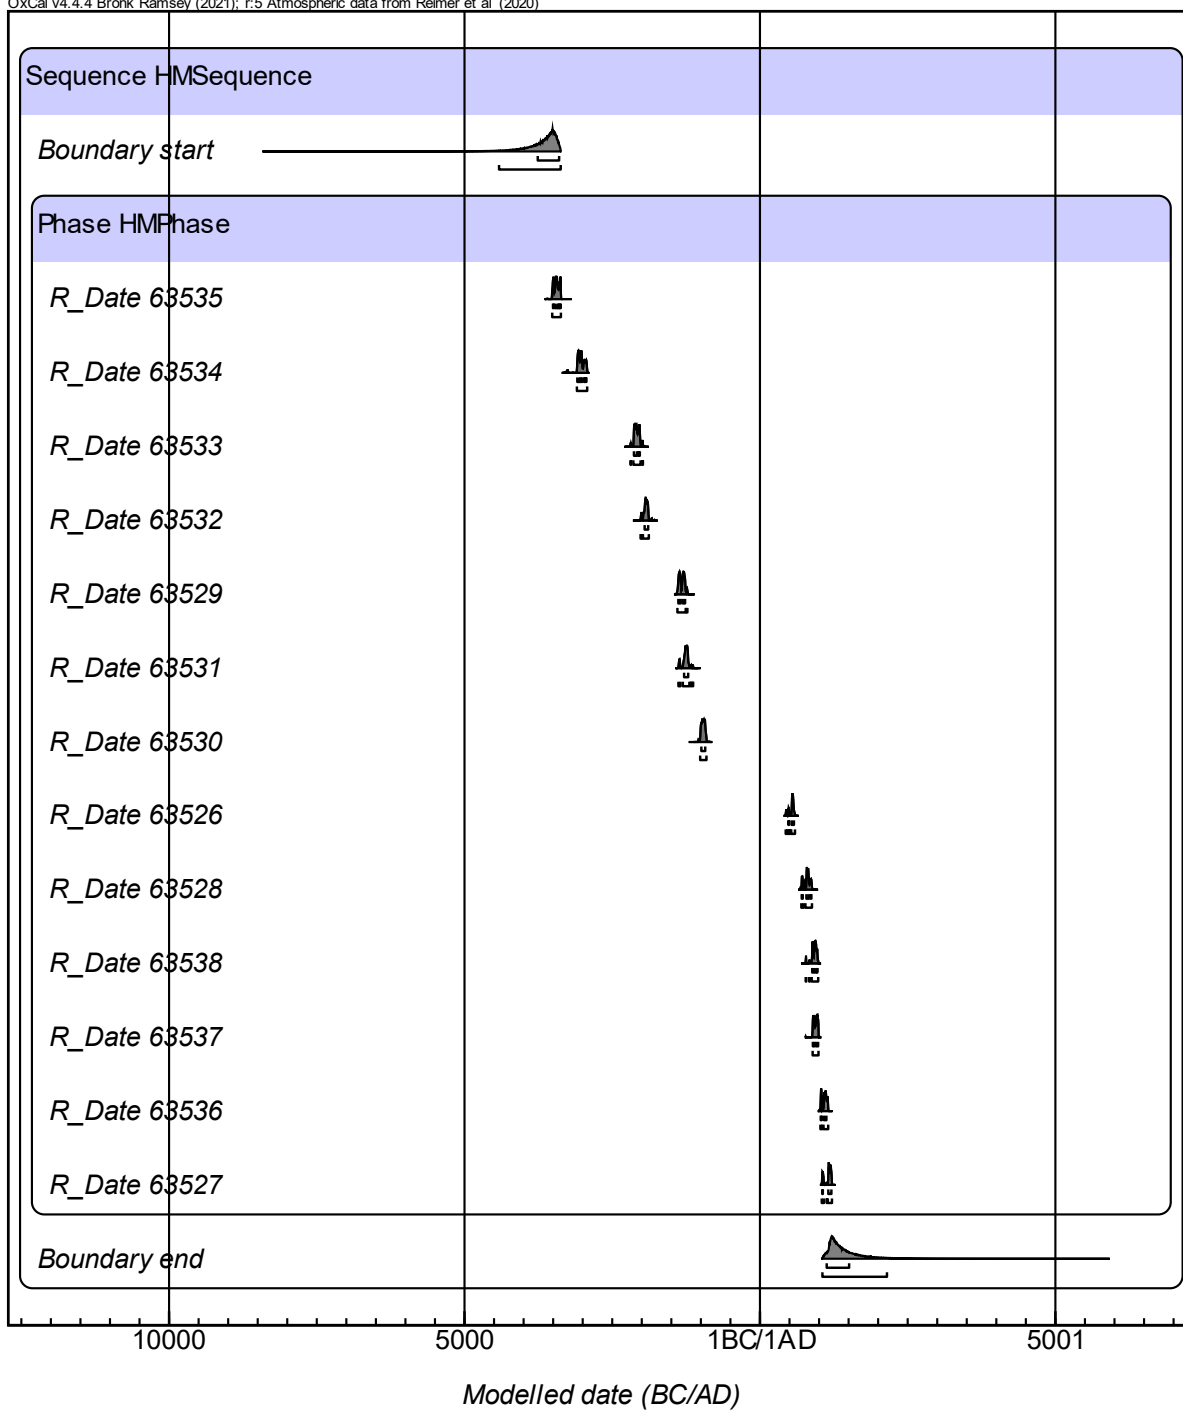 OxCal v4.4.4 Bronk Ramsey (2021); r:5 Atmospheric data from Reimer et al (2020)
Sequence HMSequence
Boundary start
Phase HMPhase
R_Date 63535
R_Date 63534
R_Date 63533
R_Date 63532
R_Date 63529
R_Date 63531
R_Date 63530
R_Date 63526
R_Date 63528
R_Date 63538
R_Date 63537
R_Date 63536
R_Date 63527
Boundary end
10000 5000 1BC/1AD 5001
Modelled date (BC/AD)